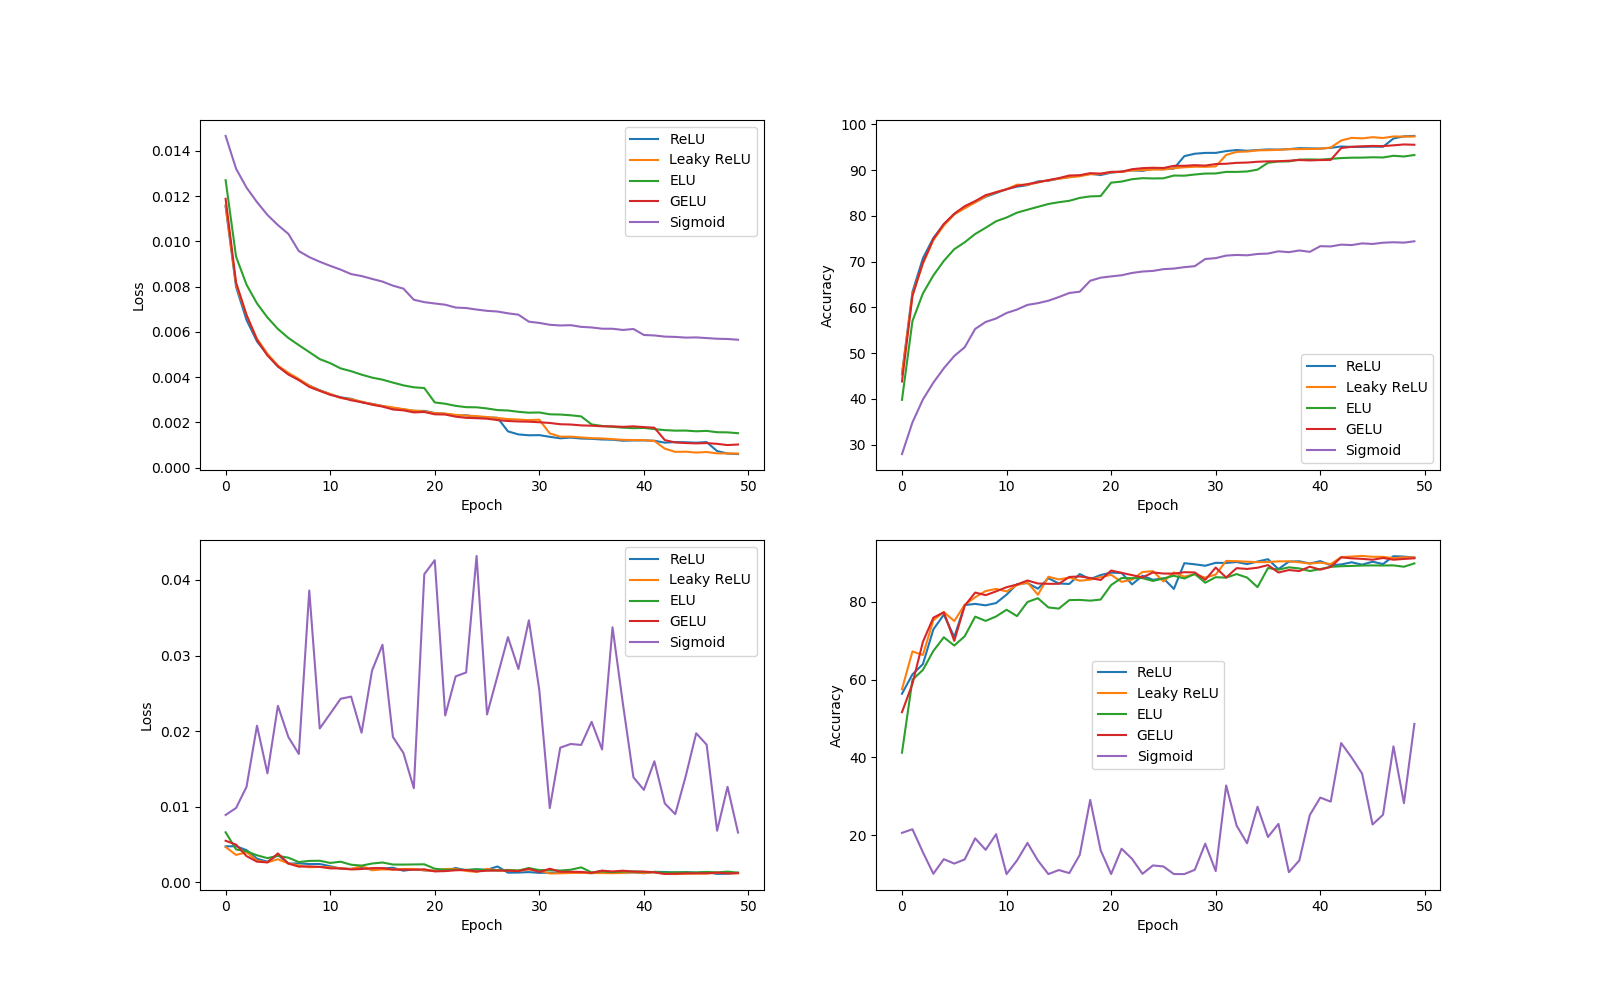 0.014
0.012
0.010
0.008
0.006
0.004
0.002
0.000
Loss
0 10 20 30 40 50
Epoch
ReLU
Leaky ReLU
ELU
GELU
Sigmoid
100
90
80
70
60
50
40
30
Accuracy
0 10 20 30 40 50
Epoch
ReLU
Leaky ReLU
ELU
GELU
Sigmoid
0.04
0.03
0.02
0.01
0.00
Loss
0 10 20 30 40 50
Epoch
ReLU
Leaky ReLU
ELU
GELU
Sigmoid
80
60
40
20
Accuracy
0 10 20 30 40 50
Epoch
ReLU
Leaky ReLU
ELU
GELU
Sigmoid